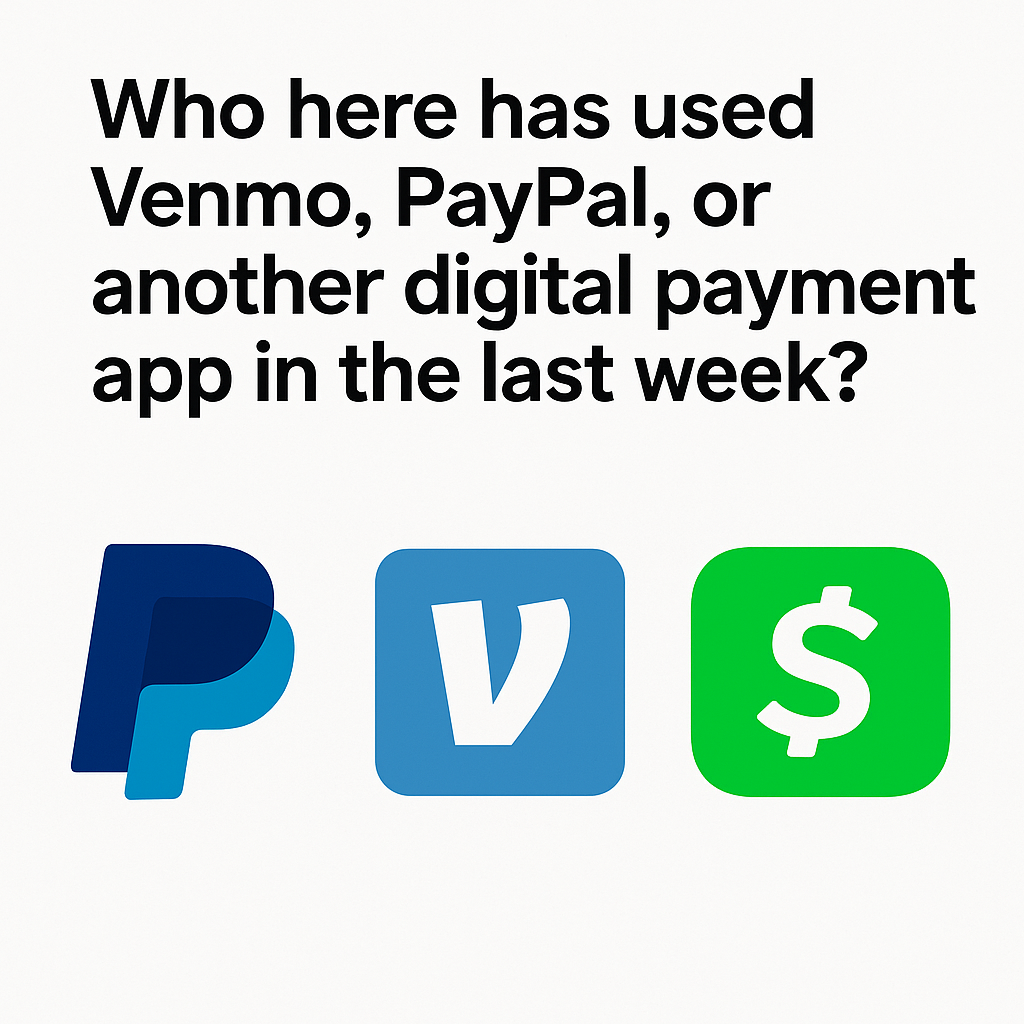 Who here has used
Venmo, PayPal, or
another digital payment
app in the last week?
P
V
$